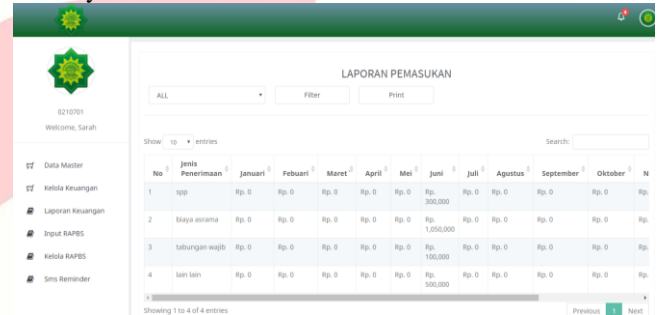 LAPORAN PEMASUKAN
ALL
Filter
Print
0210701
Welcome, Sarah
Show 10 entries
Search:
Data Master
Kelola Keuangan
Laporan Keuangan
Input RAPBS
Kelola RAPBS
Sms Reminder
No Jenis Penerimaan Januari Febuari Maret April Mei Juni Juli Agustus September Oktober N
1 spp Rp. 0 Rp. 0 Rp. 0 Rp. 0 Rp. 0 Rp. 300,000 Rp. 0 Rp. 0 Rp. 0 Rp. 0 Rp.
2 biaya asrama Rp. 0 Rp. 0 Rp. 0 Rp. 0 Rp. 0 Rp. 1,050,000 Rp. 0 Rp. 0 Rp. 0 Rp. 0 Rp.
3 tabungan wajib Rp. 0 Rp. 0 Rp. 0 Rp. 0 Rp. 0 Rp. 100,000 Rp. 0 Rp. 0 Rp. 0 Rp. 0 Rp.
4 lain lain Rp. 0 Rp. 0 Rp. 0 Rp. 0 Rp. 0 Rp. 500,000 Rp. 0 Rp. 0 Rp. 0 Rp. 0 Rp.
Showing 1 to 4 of 4 entries
Previous 1 Next